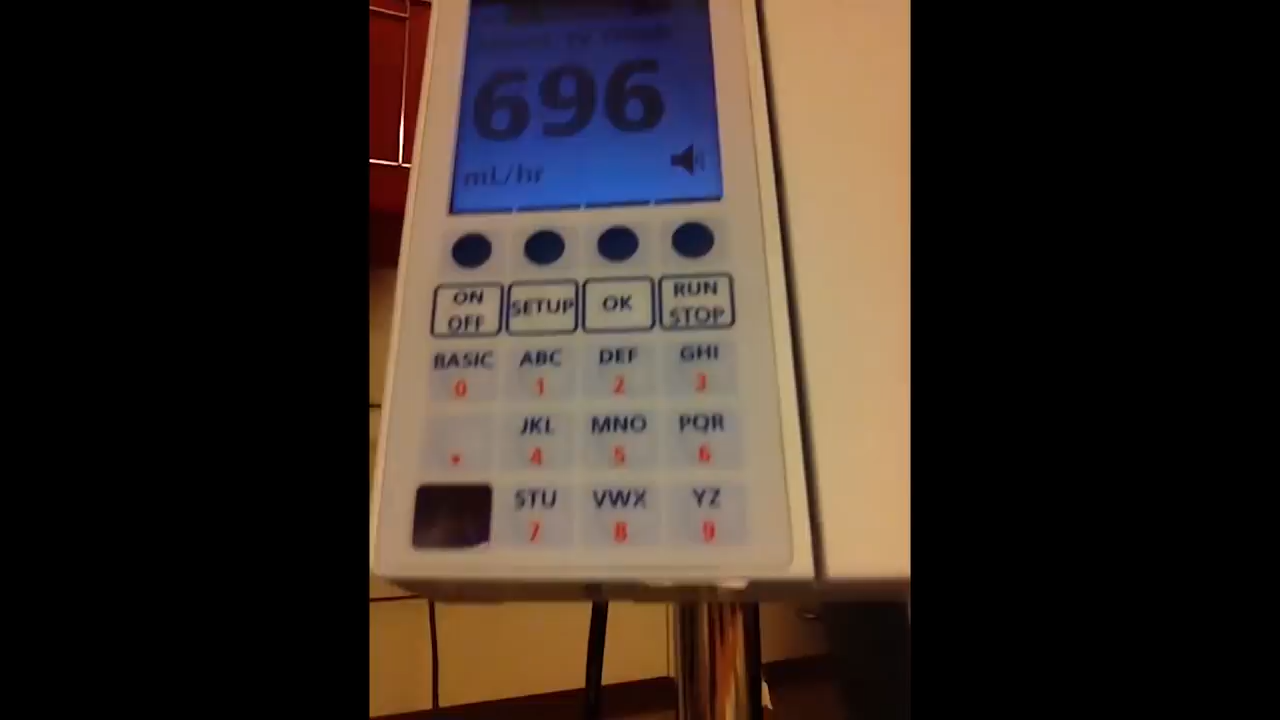 696
mL/hr
ON OFF
SETUP
OK
RUN STOP
BASIC ABC DEF GHI
0 1 2 3
JKL MNO PQR
. 4 5 6
STU VWX YZ
7 8 9